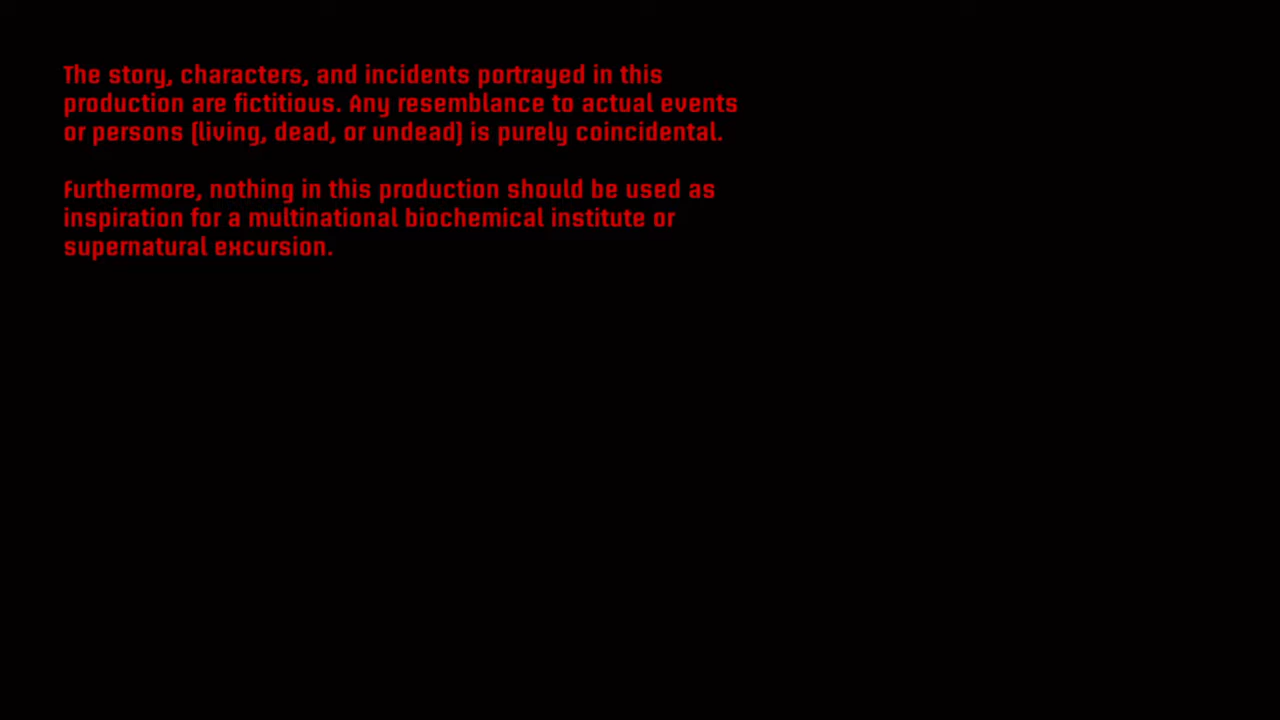 The story, characters, and incidents portrayed in this
production are fictitious. Any resemblance to actual events
or persons (living, dead, or undead) is purely coincidental.
Furthermore, nothing in this production should be used as
inspiration for a multinational biochemical institute or
supernatural excursion.